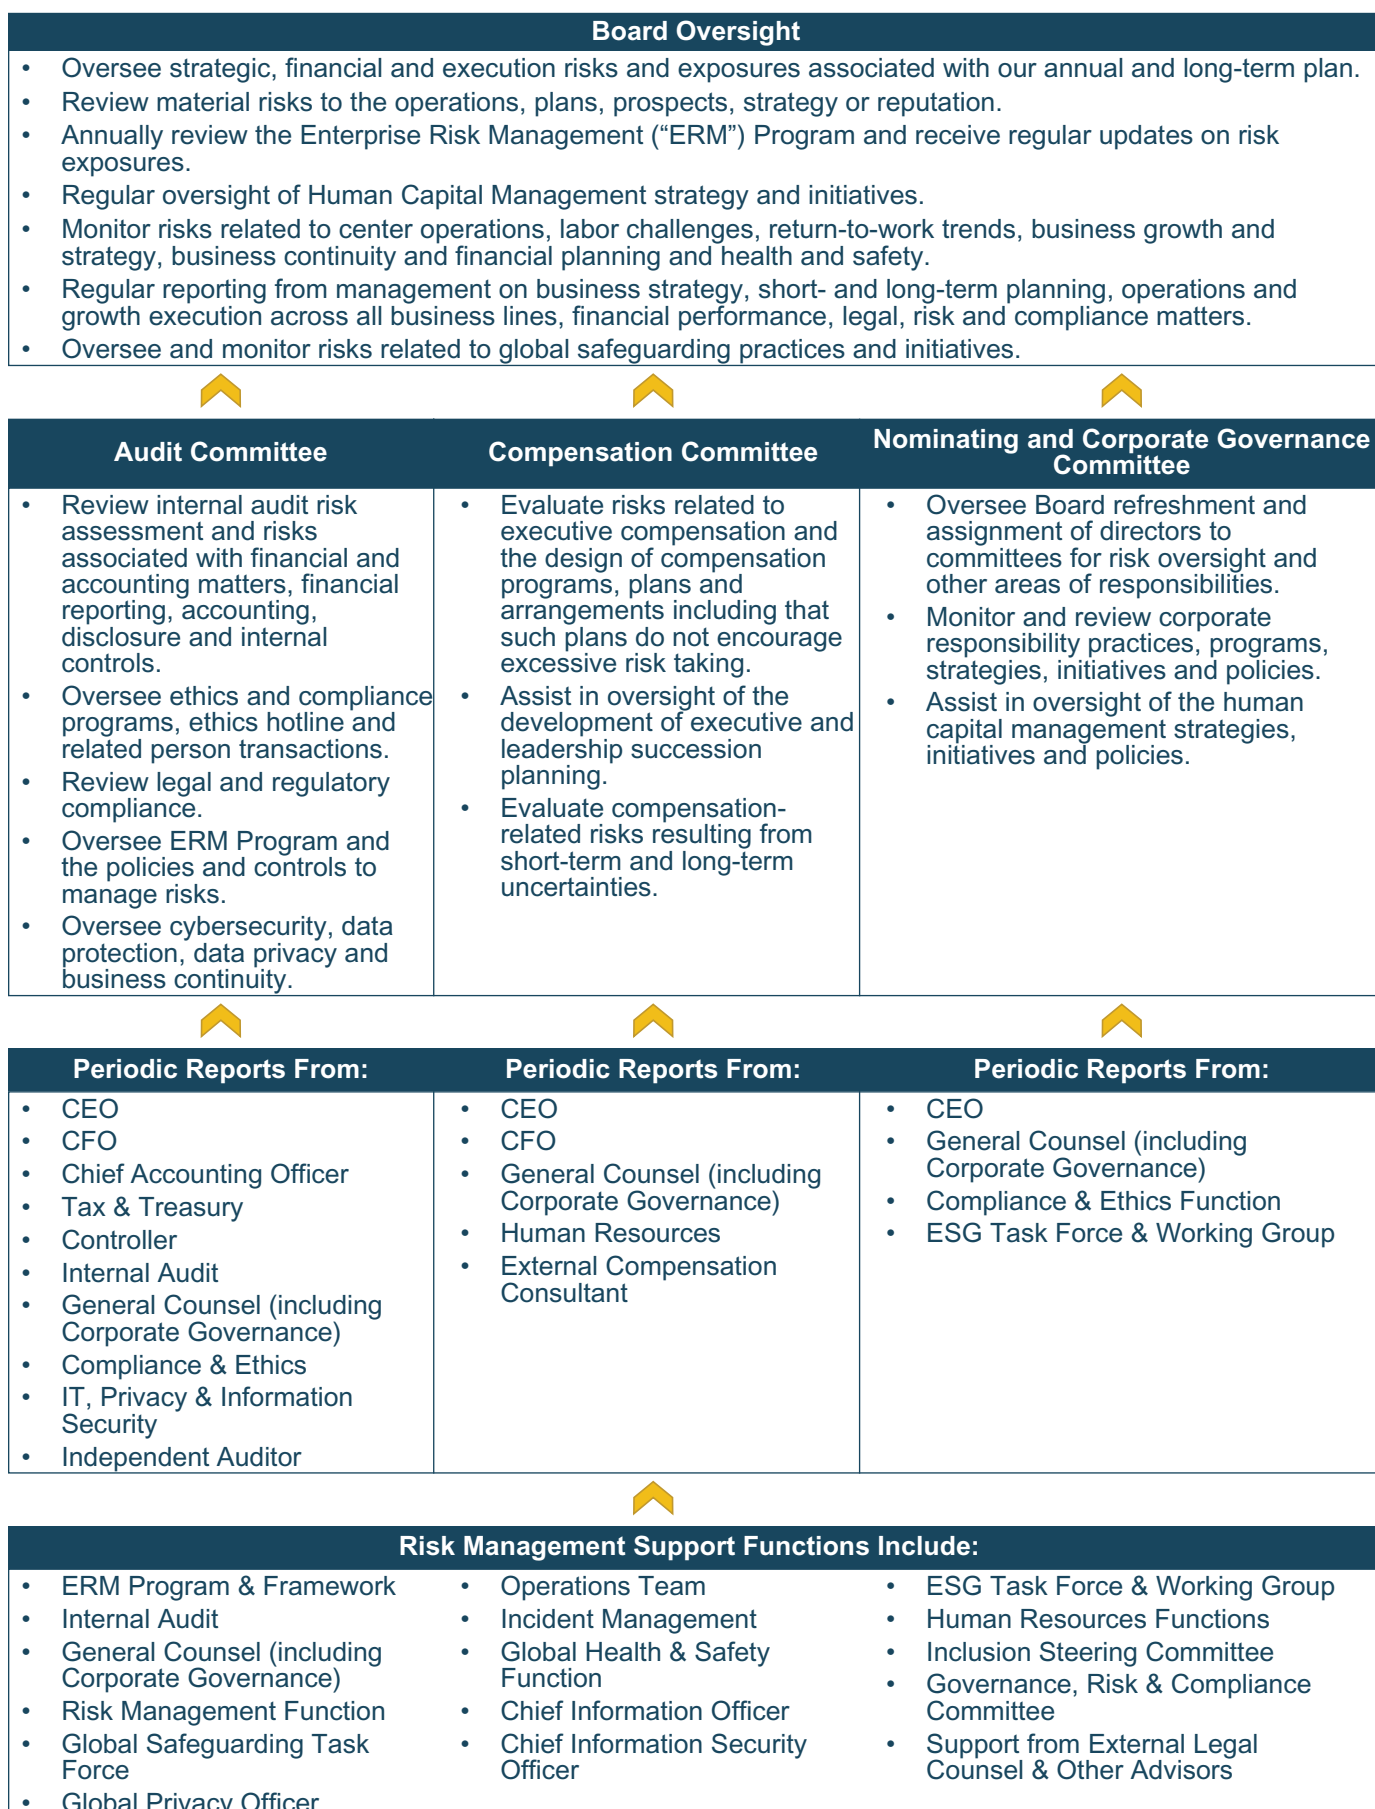 Board Oversight
• Oversee strategic, financial and execution risks and exposures associated with our annual and long-term plan.
• Review material risks to the operations, plans, prospects, strategy or reputation.
• Annually review the Enterprise Risk Management (“ERM”) Program and receive regular updates on risk
exposures.
• Regular oversight of Human Capital Management strategy and initiatives.
• Monitor risks related to center operations, labor challenges, return-to-work trends, business growth and
strategy, business continuity and financial planning and health and safety.
• Regular reporting from management on business strategy, short- and long-term planning, operations and
growth execution across all business lines, financial performance, legal, risk and compliance matters.
• Oversee and monitor risks related to global safeguarding practices and initiatives.
Audit Committee
• Review internal audit risk
assessment and risks
associated with financial and
accounting matters, financial
reporting, accounting,
disclosure and internal
controls.
• Oversee ethics and compliance
programs, ethics hotline and
related person transactions.
• Review legal and regulatory
compliance.
• Oversee ERM Program and
the policies and controls to
manage risks.
• Oversee cybersecurity, data
protection, data privacy and
business continuity.
Compensation Committee
• Evaluate risks related to
executive compensation and
the design of compensation
programs, plans and
arrangements including that
such plans do not encourage
excessive risk taking.
• Assist in oversight of the
development of executive and
leadership succession
planning.
• Evaluate compensation-
related risks resulting from
short-term and long-term
uncertainties.
Nominating and Corporate Governance
Committee
• Oversee Board refreshment and
assignment of directors to
committees for risk oversight and
other areas of responsibilities.
• Monitor and review corporate
responsibility practices, programs,
strategies, initiatives and policies.
• Assist in oversight of the human
capital management strategies,
initiatives and policies.
Periodic Reports From:
• CEO
• CFO
• Chief Accounting Officer
• Tax & Treasury
• Controller
• Internal Audit
• General Counsel (including
Corporate Governance)
• Compliance & Ethics
• IT, Privacy & Information
Security
• Independent Auditor
Periodic Reports From:
• CEO
• CFO
• General Counsel (including
Corporate Governance)
• Human Resources
• External Compensation
Consultant
Periodic Reports From:
• CEO
• General Counsel (including
Corporate Governance)
• Compliance & Ethics Function
• ESG Task Force & Working Group
Risk Management Support Functions Include:
• ERM Program & Framework
• Internal Audit
• General Counsel (including
Corporate Governance)
• Risk Management Function
• Global Safeguarding Task
Force
• Global Privacy Officer
• Operations Team
• Incident Management
• Global Health & Safety
Function
• Chief Information Officer
• Chief Information Security
Officer
• ESG Task Force & Working Group
• Human Resources Functions
• Inclusion Steering Committee
• Governance, Risk & Compliance
Committee
• Support from External Legal
Counsel & Other Advisors